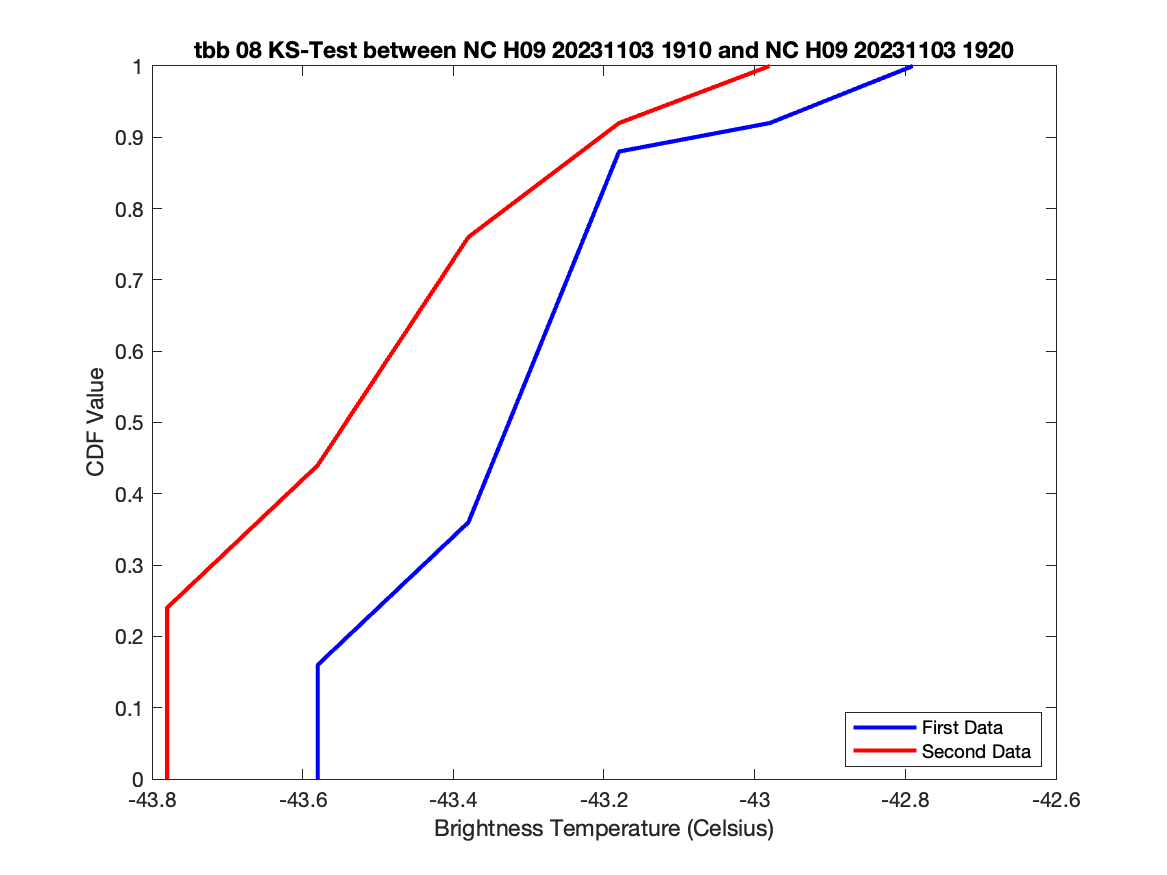 tbb 08 KS-Test between NC H09 20231103 1910 and NC H09 20231103 1920
1
0.9
0.8
0.7
0.6
0.5
0.4
0.3
0.2
0.1
0
CDF Value
First Data
Second Data
-43.8 -43.6 -43.4 -43.2 -43 -42.8 -42.6
Brightness Temperature (Celsius)